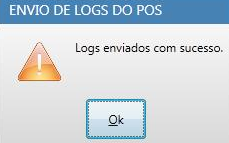 ENVIO DE LOGS DO POS
Logs enviados com sucesso.
Ok